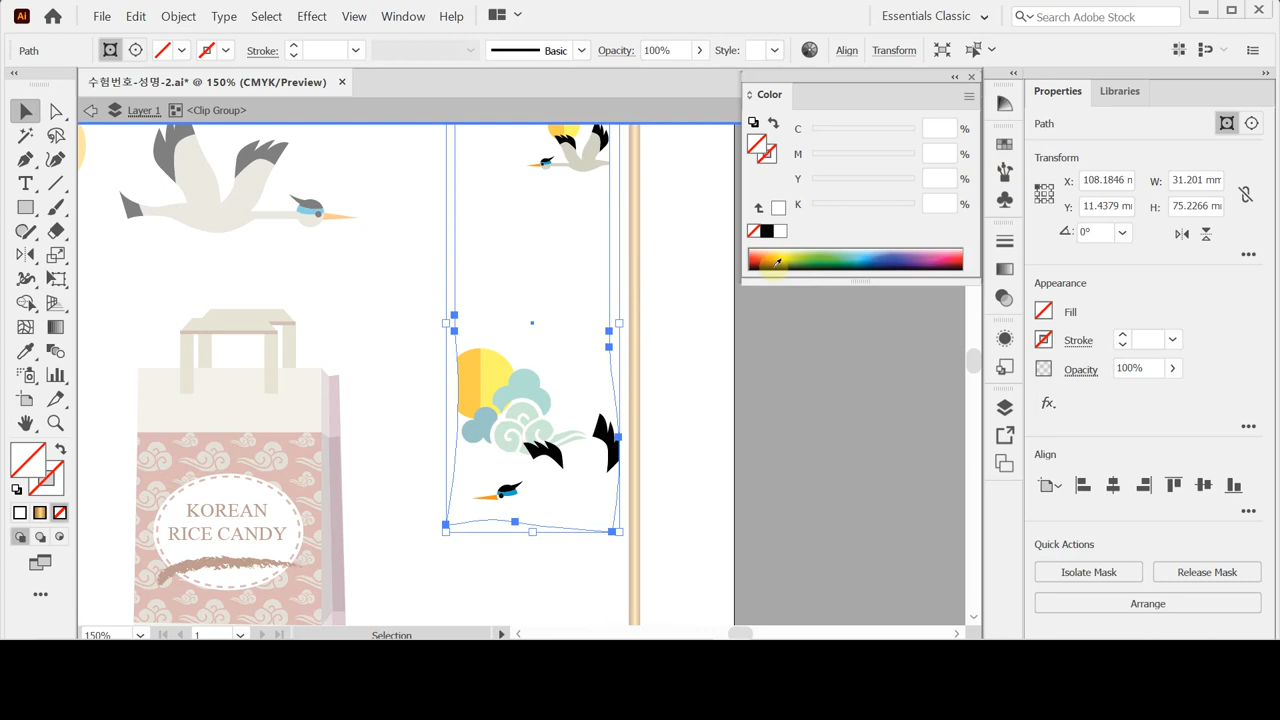 Ai File Edit Object Type Select Effect View Window Help Essentials Classic Search Adobe Stock
Path Stroke: Basic Opacity: 100% Style: Align Transform
수험번호-성명-2.ai* @ 150% (CMYK/Preview)
Layer 1 <Clip Group>
Color
C %
M %
Y %
K %
Properties Libraries
Path
Transform
X: 108.1846 m W: 31.201 mm
Y: 11.4379 mm H: 75.2266 mm
0°
Appearance
Fill
Stroke
Opacity 100%
fx.
Align
Quick Actions
Isolate Mask Release Mask
Arrange
KOREAN
RICE CANDY
150% 1 Selection